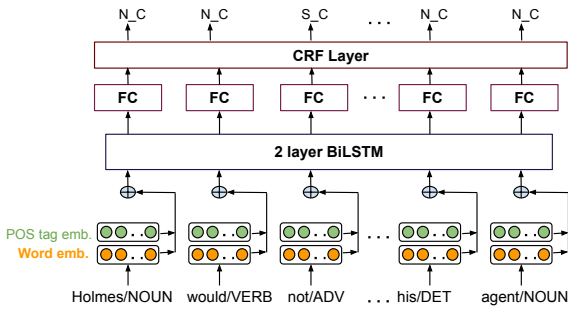 N_C N_C S_C . . . N_C N_C
CRF Layer
FC FC FC . . . FC FC
2 layer BiLSTM
POS tag emb. . . . . . . . . . . . .
Word emb. . . . . . . . . . .
Holmes/NOUN would/VERB not/ADV . . . his/DET agent/NOUN